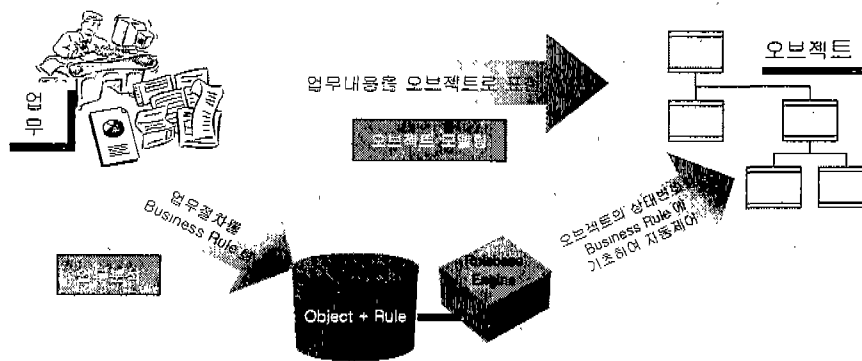 업무
업무내용을 오브젝트로 표현
오브젝트
오브젝트 모델링
업무절차를
Business Rule
오브젝트의 상태변화
Business Rule 에
기초하여 자동제어
Object + Rule
Rulebased
Engine